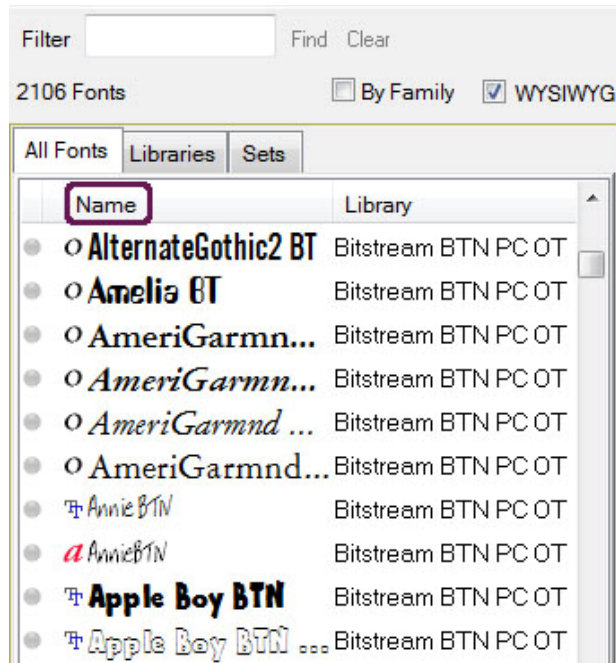 Filter Find Clear
2106 Fonts By Family WYSIWYG
All Fonts Libraries Sets
Name Library
AlternateGothic2 BT Bitstream BTN PC OT
Amelia BT Bitstream BTN PC OT
AmeriGarmn... Bitstream BTN PC OT
AmeriGarmn... Bitstream BTN PC OT
AmeriGarmnd ... Bitstream BTN PC OT
AmeriGarmnd... Bitstream BTN PC OT
Annie BTN Bitstream BTN PC OT
AnnieBTN Bitstream BTN PC OT
Apple Boy BTN Bitstream BTN PC OT
Apple Boy BTN ... Bitstream BTN PC OT